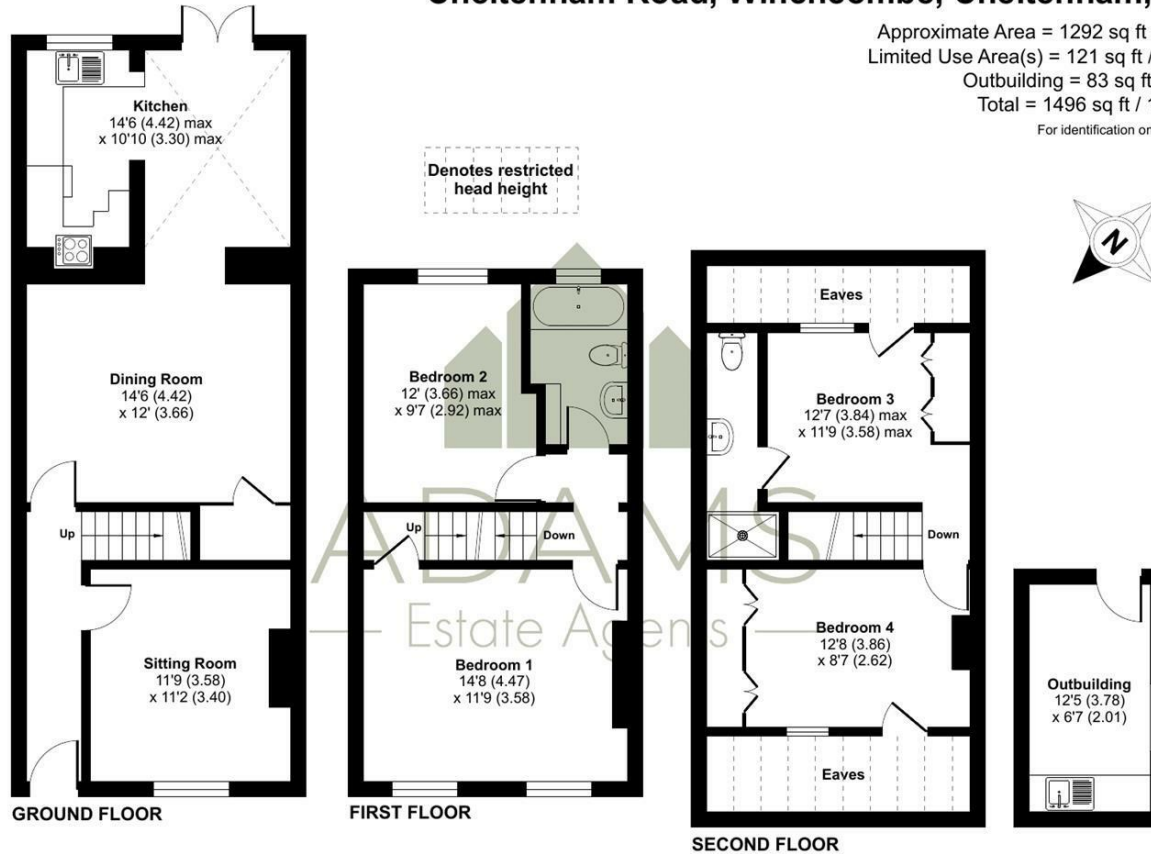 Approximate Area = 1292 sq ft
Limited Use Area(s) = 121 sq ft /
Outbuilding = 83 sq ft
Total = 1496 sq ft / 1
For identification on
Kitchen
14'6 (4.42) max
x 10'10 (3.30) max
Dining Room
14'6 (4.42)
x 12' (3.66)
Up
Sitting Room
11'9 (3.58)
x 11'2 (3.40)
GROUND FLOOR
Denotes restricted
head height
Bedroom 2
12' (3.66) max
x 9'7 (2.92) max
Up
Down
Bedroom 1
14'8 (4.47)
x 11'9 (3.58)
FIRST FLOOR
N
Eaves
Bedroom 3
12'7 (3.84) max
x 11'9 (3.58) max
Down
Bedroom 4
12'8 (3.86)
x 8'7 (2.62)
Eaves
SECOND FLOOR
Outbuilding
12'5 (3.78)
x 6'7 (2.01)
ADAMS
Estate Agents